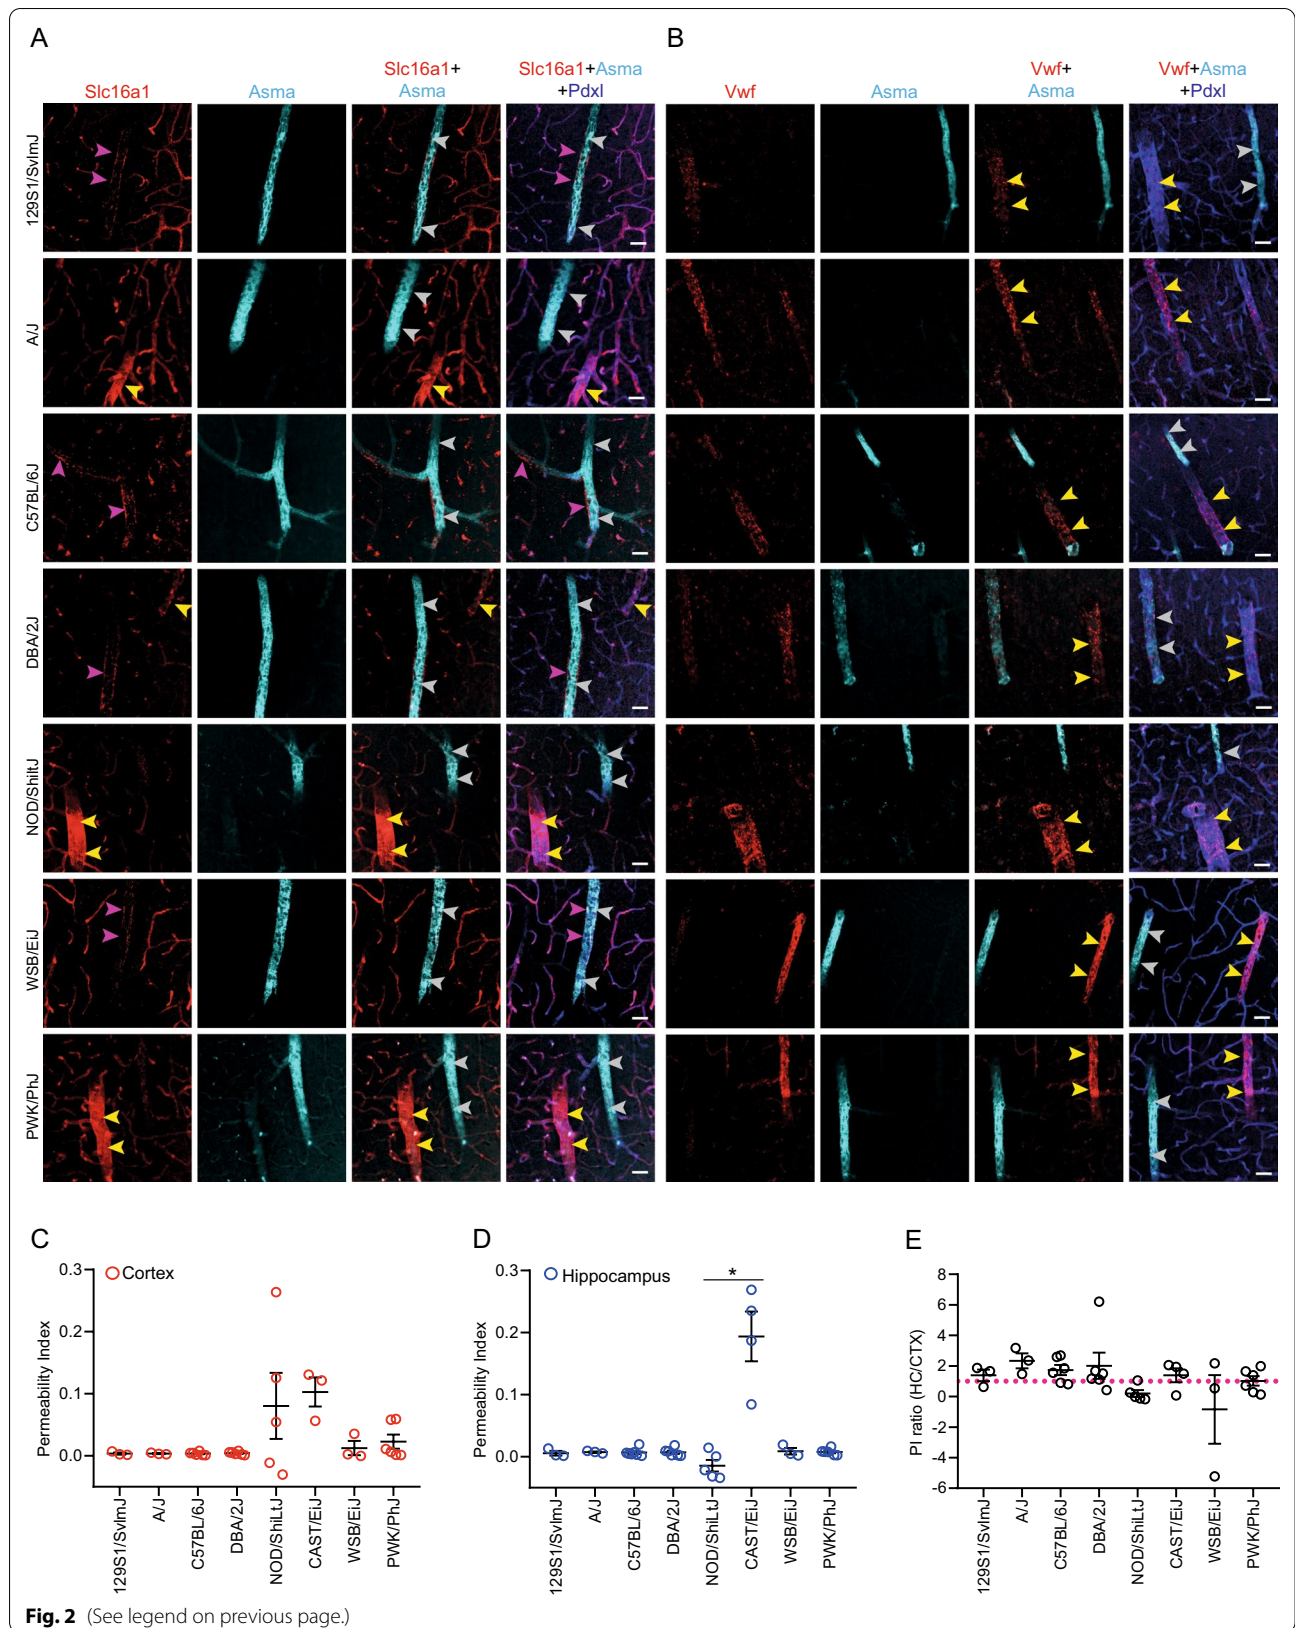 A
B
Slc16a1
Asma
Slc16a1+
Asma
Slc16a1+Asma
+Pdxl
Vwf
Asma
Vwf+
Asma
Vwf+Asma
+Pdxl
129S1/SvlmJ
A/J
C57BL/6J
DBA/2J
NOD/ShiltJ
WSB/EiJ
PWK/PhJ
C
Permeability Index
0.3
0.2
0.1
0.0
Cortex
129S1/SvlmJ
A/J
C57BL/6J
DBA/2J
NOD/ShiLtJ
CAST/EiJ
WSB/EiJ
PWK/PhJ
D
Permeability Index
0.3
0.2
0.1
0.0
Hippocampus
*
129S1/SvlmJ
A/J
C57BL/6J
DBA/2J
NOD/ShiLtJ
CAST/EiJ
WSB/EiJ
PWK/PhJ
E
PI ratio (HC/CTX)
8
6
4
2
0
-2
-4
-6
129S1/SvlmJ
A/J
C57BL/6J
DBA/2J
NOD/ShiLtJ
CAST/EiJ
WSB/EiJ
PWK/PhJ
Fig. 2 (See legend on previous page.)